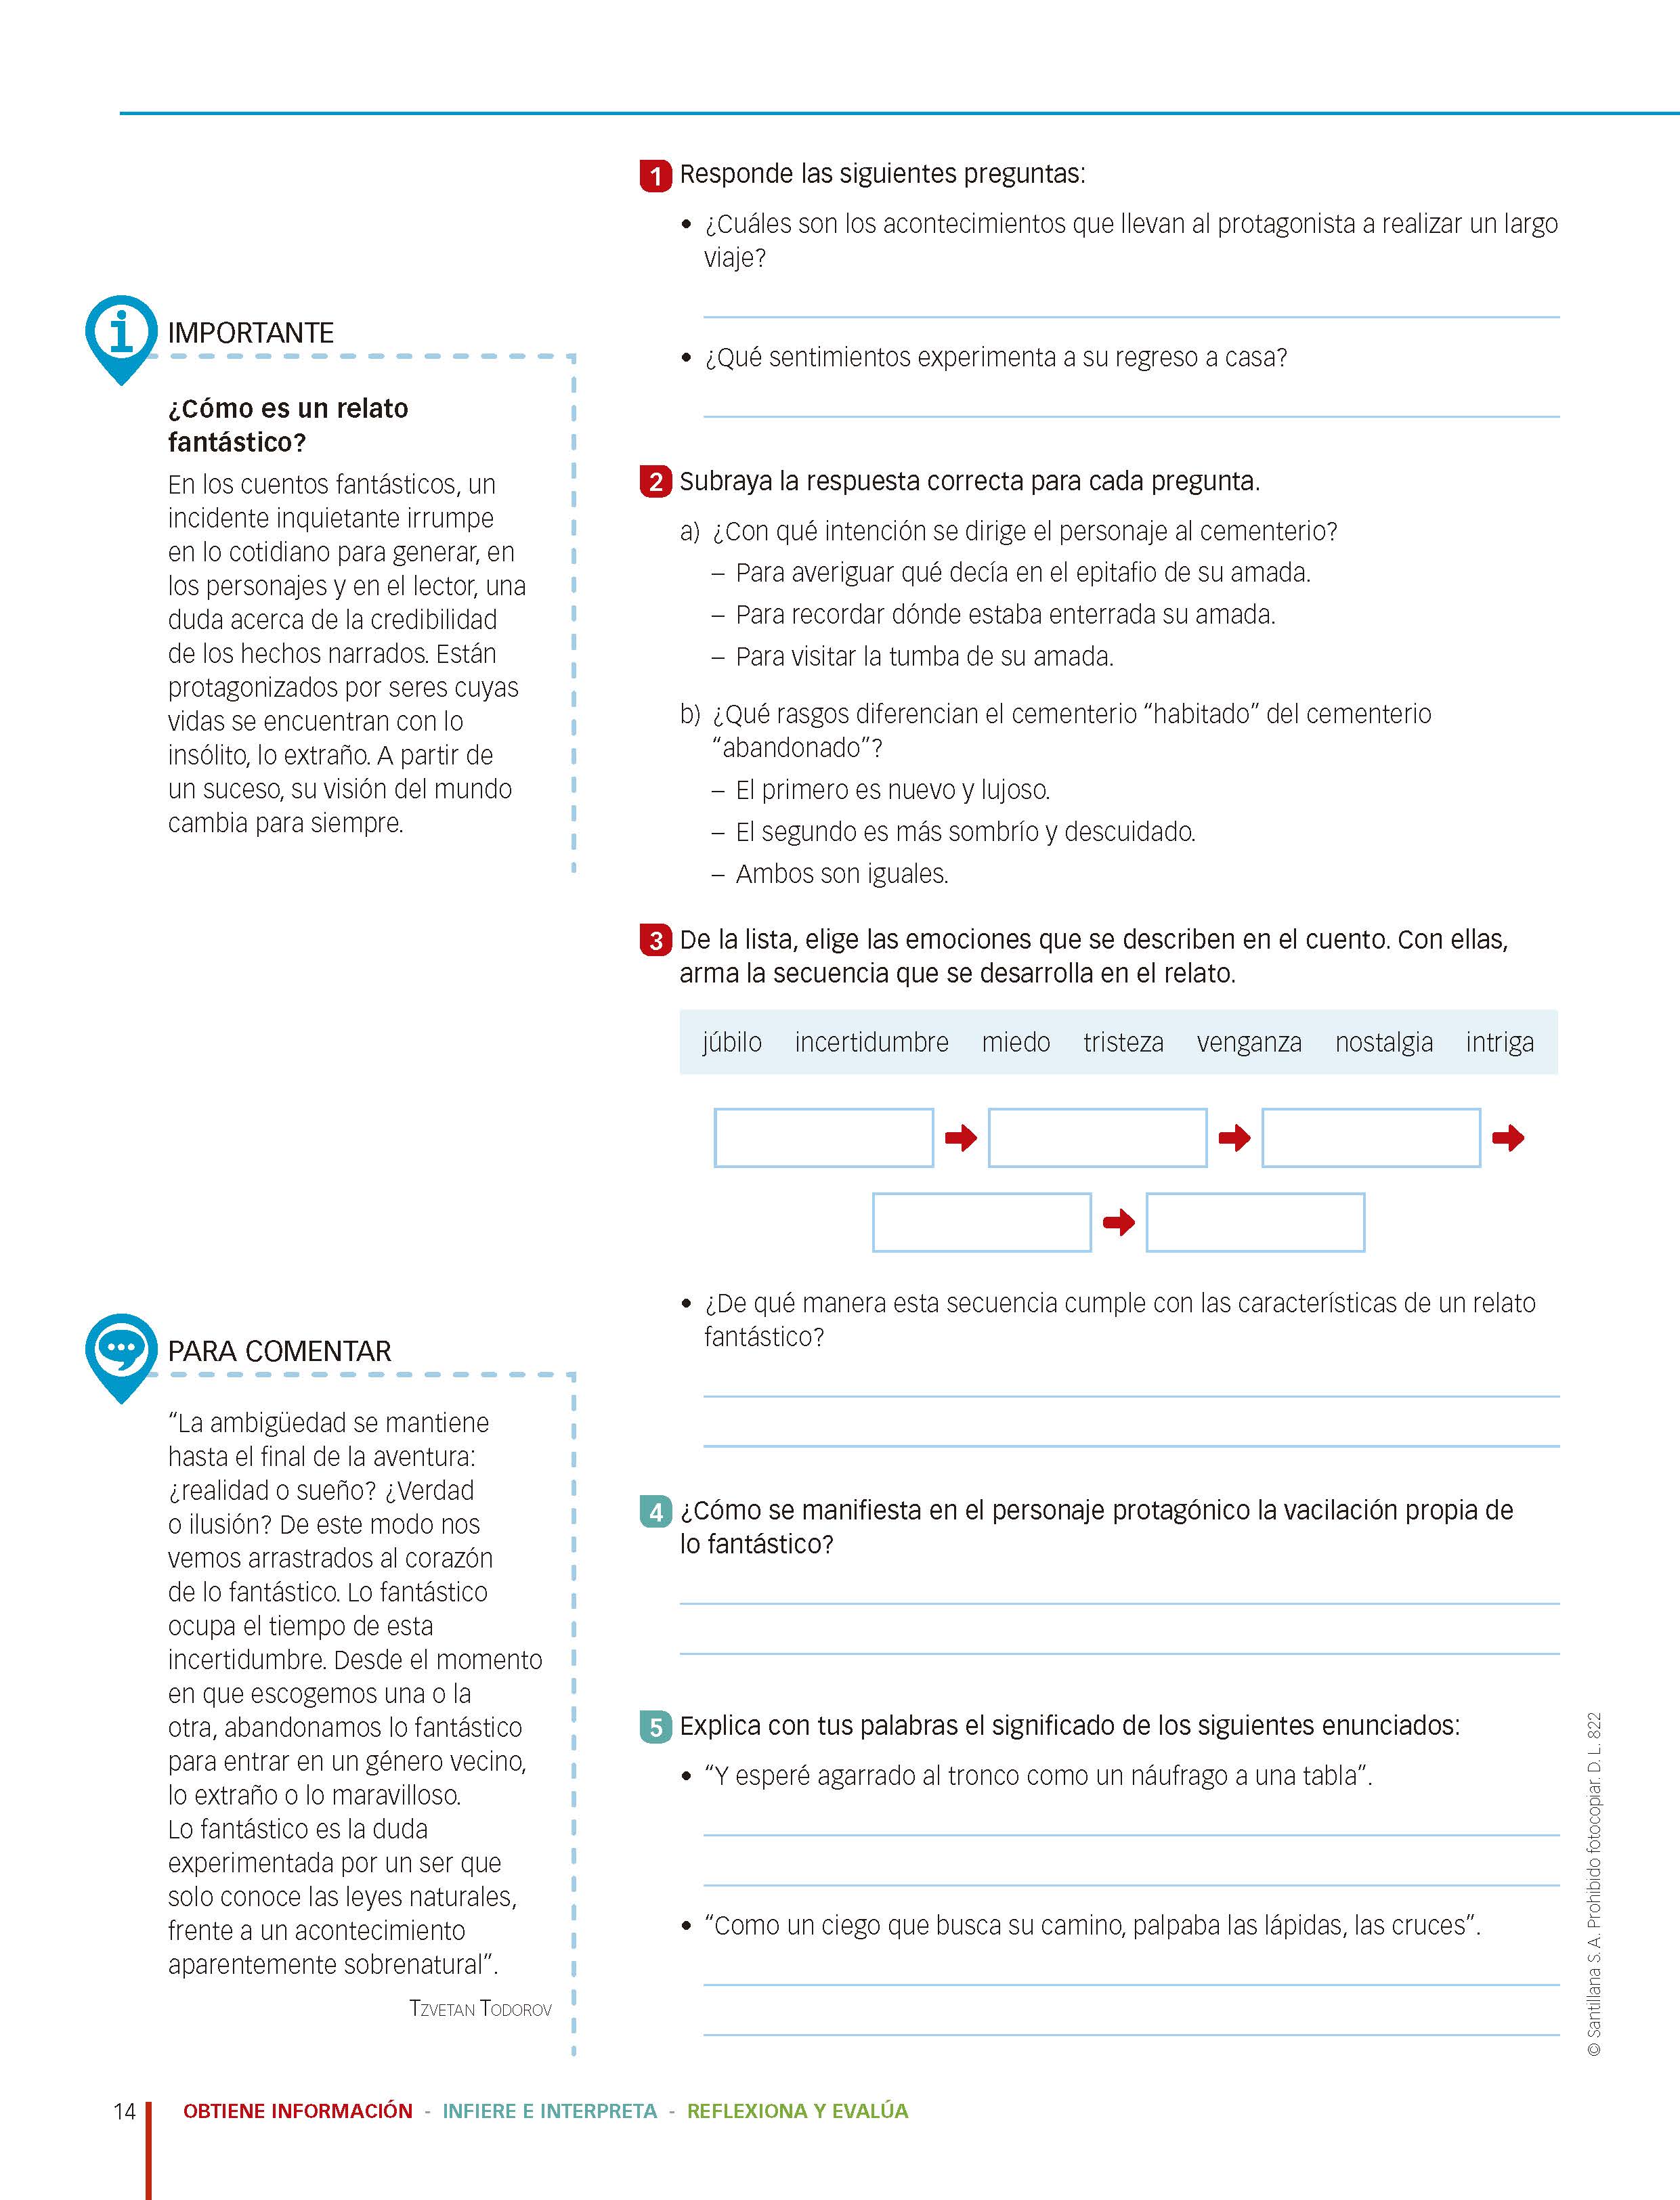 1 Responde las siguientes preguntas:
• ¿Cuáles son los acontecimientos que llevan al protagonista a realizar un largo
viaje?
• ¿Qué sentimientos experimenta a su regreso a casa?
IMPORTANTE
¿Cómo es un relato
fantástico?
En los cuentos fantásticos, un
incidente inquietante irrumpe
en lo cotidiano para generar, en
los personajes y en el lector, una
duda acerca de la credibilidad
de los hechos narrados. Están
protagonizados por seres cuyas
vidas se encuentran con lo
insólito, lo extraño. A partir de
un suceso, su visión del mundo
cambia para siempre.
2 Subraya la respuesta correcta para cada pregunta.
a) ¿Con qué intención se dirige el personaje al cementerio?
– Para averiguar qué decía en el epitafio de su amada.
– Para recordar dónde estaba enterrada su amada.
– Para visitar la tumba de su amada.
b) ¿Qué rasgos diferencian el cementerio “habitado” del cementerio
“abandonado”?
– El primero es nuevo y lujoso.
– El segundo es más sombrío y descuidado.
– Ambos son iguales.
3 De la lista, elige las emociones que se describen en el cuento. Con ellas,
arma la secuencia que se desarrolla en el relato.
júbilo incertidumbre miedo tristeza venganza nostalgia intriga
• ¿De qué manera esta secuencia cumple con las características de un relato
fantástico?
PARA COMENTAR
“La ambigüedad se mantiene
hasta el final de la aventura:
¿realidad o sueño? ¿Verdad
o ilusión? De este modo nos
vemos arrastrados al corazón
de lo fantástico. Lo fantástico
ocupa el tiempo de esta
incertidumbre. Desde el momento
en que escogemos una o la
otra, abandonamos lo fantástico
para entrar en un género vecino,
lo extraño o lo maravilloso.
Lo fantástico es la duda
experimentada por un ser que
solo conoce las leyes naturales,
frente a un acontecimiento
aparentemente sobrenatural”.
TZVETAN TODOROV
4 ¿Cómo se manifiesta en el personaje protagónico la vacilación propia de
lo fantástico?
5 Explica con tus palabras el significado de los siguientes enunciados:
• “Y esperé agarrado al tronco como un náufrago a una tabla”.
• “Como un ciego que busca su camino, palpaba las lápidas, las cruces”.
© Santillana S. A. Prohibido fotocopiar. D. L. 822
14 OBTIENE INFORMACIÓN - INFIERE E INTERPRETA - REFLEXIONA Y EVALÚA